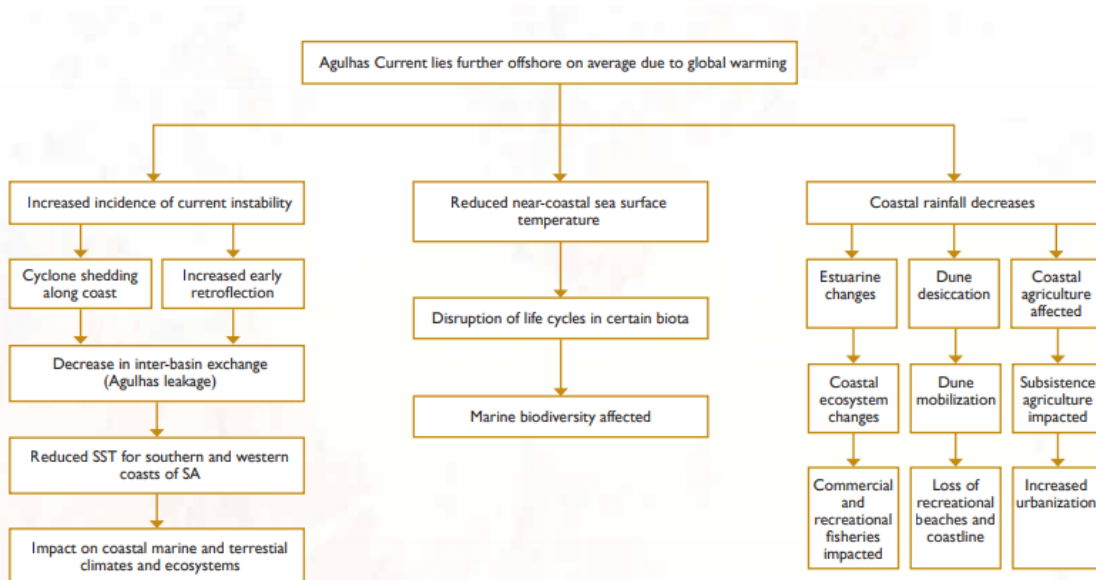 Agulhas Current lies further offshore on average due to global warming
Increased incidence of current instability
Cyclone shedding
along coast
Increased early
retroflection
Decrease in inter-basin exchange
(Agulhas leakage)
Reduced SST for southern and western
coasts of SA
Impact on coastal marine and terrestial
climates and ecosystems
Reduced near-coastal sea surface
temperature
Disruption of life cycles in certain biota
Marine biodiversity affected
Coastal rainfall decreases
Estuarine
changes
Coastal
ecosystem
changes
Commercial
and
recreational
fisheries
impacted
Dune
desiccation
Dune
mobilization
Loss of
recreational
beaches and
coastline
Coastal
agriculture
affected
Subsistence
agriculture
impacted
Increased
urbanization